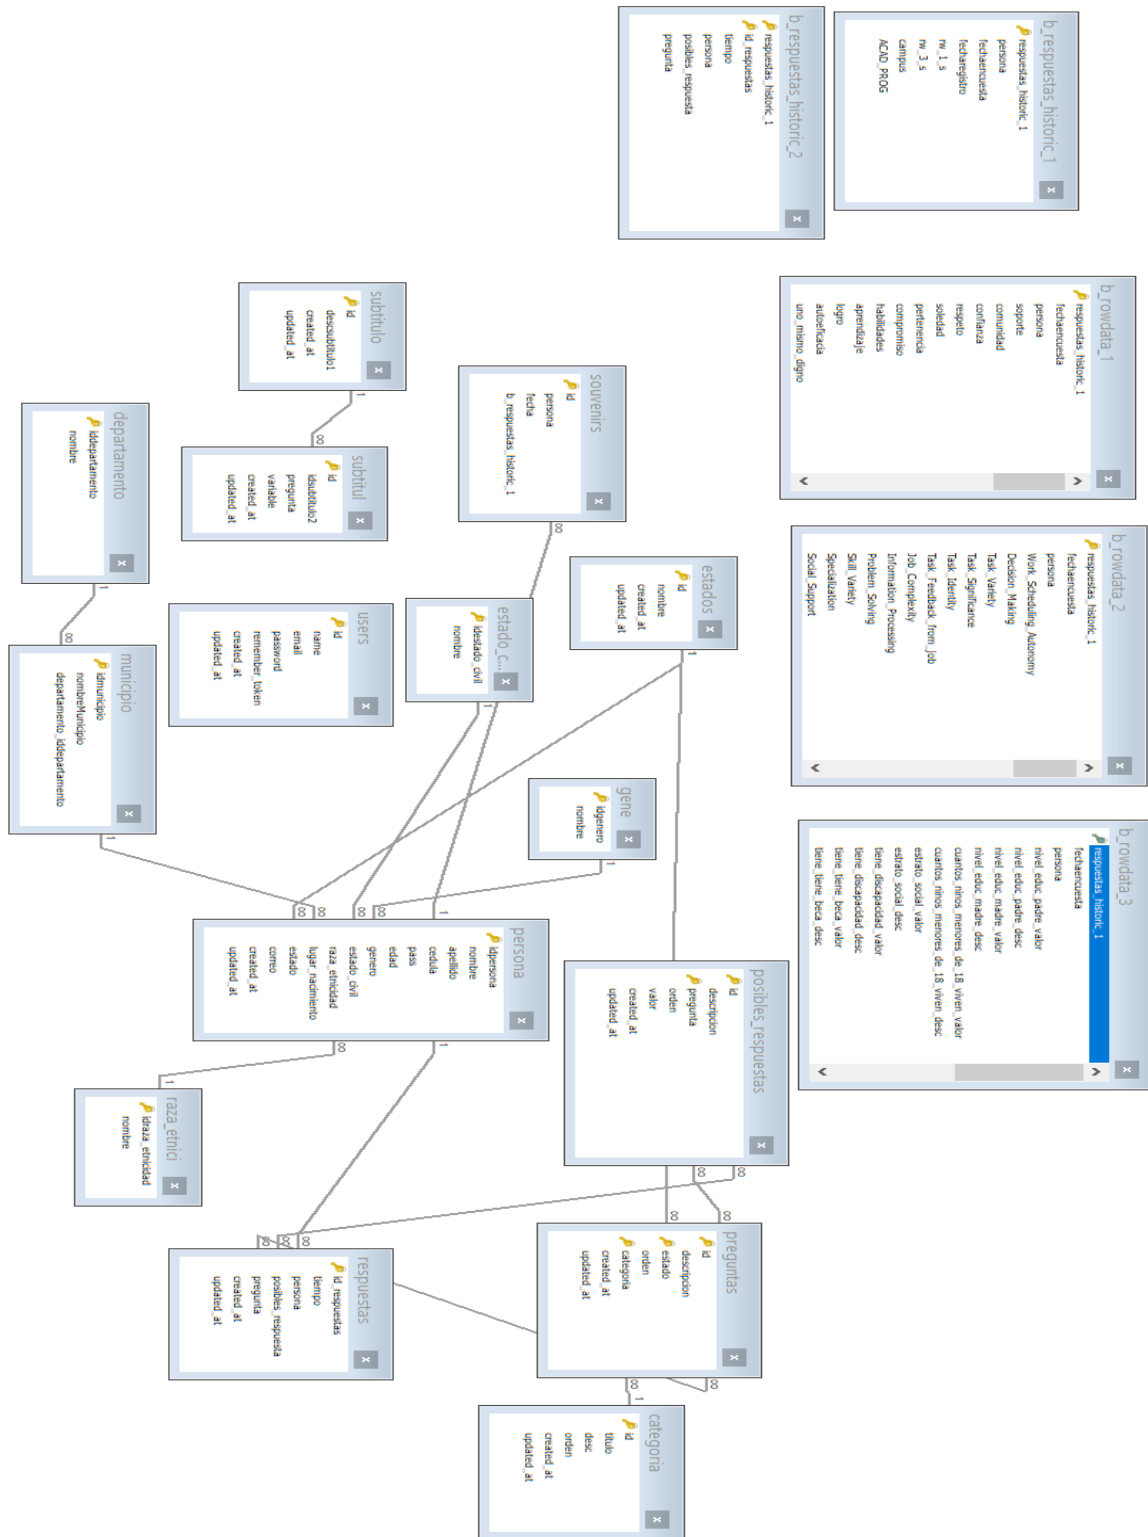 b_respuestas_historic_1
respuestas_historic_1
persona
fechaencuesta
fecharegistro
rw_1_s
rw_3_s
campus
ACAD_PROG
b_respuestas_historic_2
respuestas_historic_1
id_respuestas
tiempo
persona
posibles_respuesta
pregunta
b_rowdata_1
respuestas_historic_1
fechaencuesta
persona
soporte
comunidad
confianza
respeto
soledad
pertenencia
compromiso
habilidades
aprendizaje
logro
autoeficacia
uno_mismo_digno
b_rowdata_2
respuestas_historic_1
fechaencuesta
persona
Work_Scheduling_Autonomy
Decision_Making
Task_Variety
Task_Significance
Task_Identity
Task_Feedback_from_Job
Job_Complexity
Information_Processing
Problem_Solving
Skill_Variety
Specialization
Social_Support
b_rowdata_3
respuestas_historic_1
fechaencuesta
persona
nivel_educ_padre_valor
nivel_educ_padre_desc
nivel_educ_madre_valor
nivel_educ_madre_desc
cuantos_ninos_menores_de_18_viven_valor
cuantos_ninos_menores_de_18_viven_desc
estrato_social_valor
estrato_social_desc
tiene_discapacidad_valor
tiene_discapacidad_desc
tiene_tiene_beca_valor
tiene_tiene_beca_desc
subtitulo
id
descsubtitulo1
created_at
updated_at
subtitul
id
idsubtitulo2
pregunta
variable
created_at
updated_at
souvenirs
id
persona
fecha
b_respuestas_historic_1
estados
id
nombre
created_at
updated_at
estado_c...
idestado_civil
nombre
departamento
iddepartamento
nombre
municipio
idmunicipio
nombreMunicipio
departamento_iddepartamento
users
id
name
email
password
remember_token
created_at
updated_at
gene
idgenero
nombre
persona
idpersona
nombre
apellido
cedula
pass
edad
genero
estado_civil
raza_etnicidad
lugar_nacimiento
estado
correo
created_at
updated_at
posibles_respuestas
id
descripcion
pregunta
orden
valor
created_at
updated_at
raza_etnici
idraza_etnicidad
nombre
respuestas
id_respuestas
tiempo
persona
posibles_respuesta
pregunta
created_at
updated_at
preguntas
id
descripcion
estado
orden
categoria
created_at
updated_at
categoria
id
titulo
desc
orden
created_at
updated_at